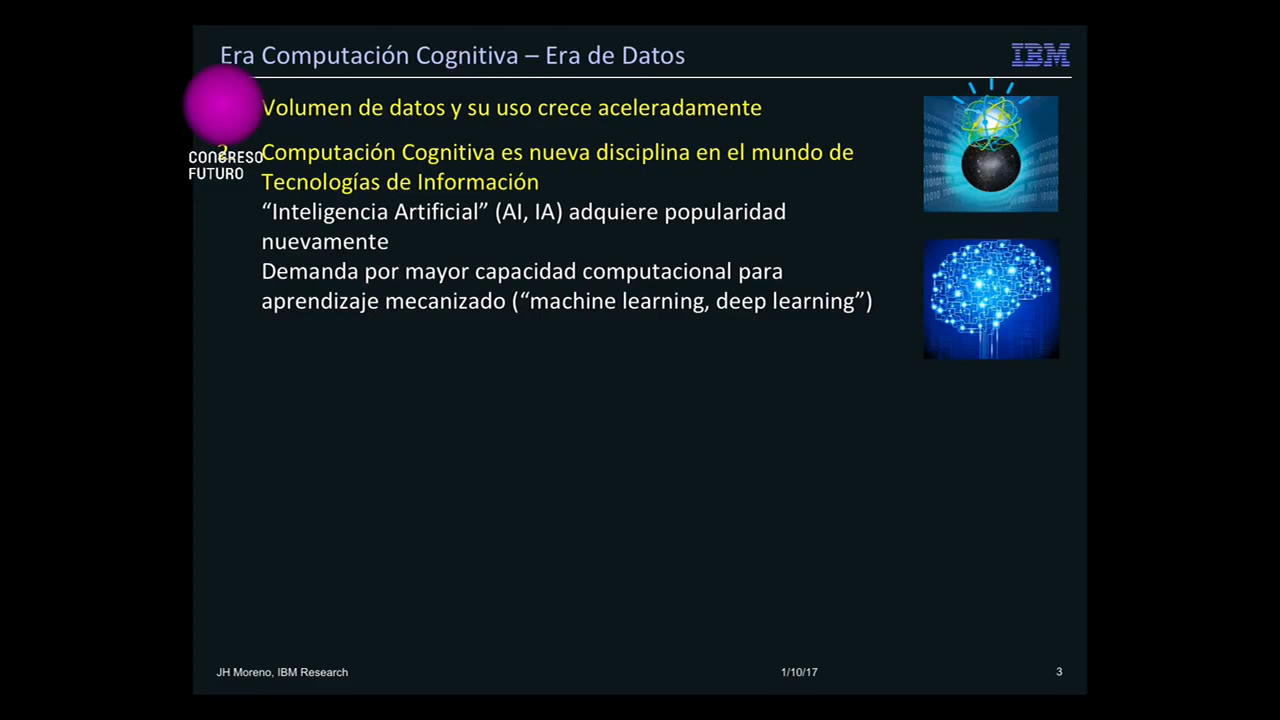 Era Computación Cognitiva – Era de Datos
IBM
Volumen de datos y su uso crece aceleradamente
CONGRESO
FUTURO
2.
Computación Cognitiva es nueva disciplina en el mundo de
Tecnologías de Información
“Inteligencia Artificial” (AI, IA) adquiere popularidad
nuevamente
Demanda por mayor capacidad computacional para
aprendizaje mecanizado (“machine learning, deep learning”)
JH Moreno, IBM Research
1/10/17
3